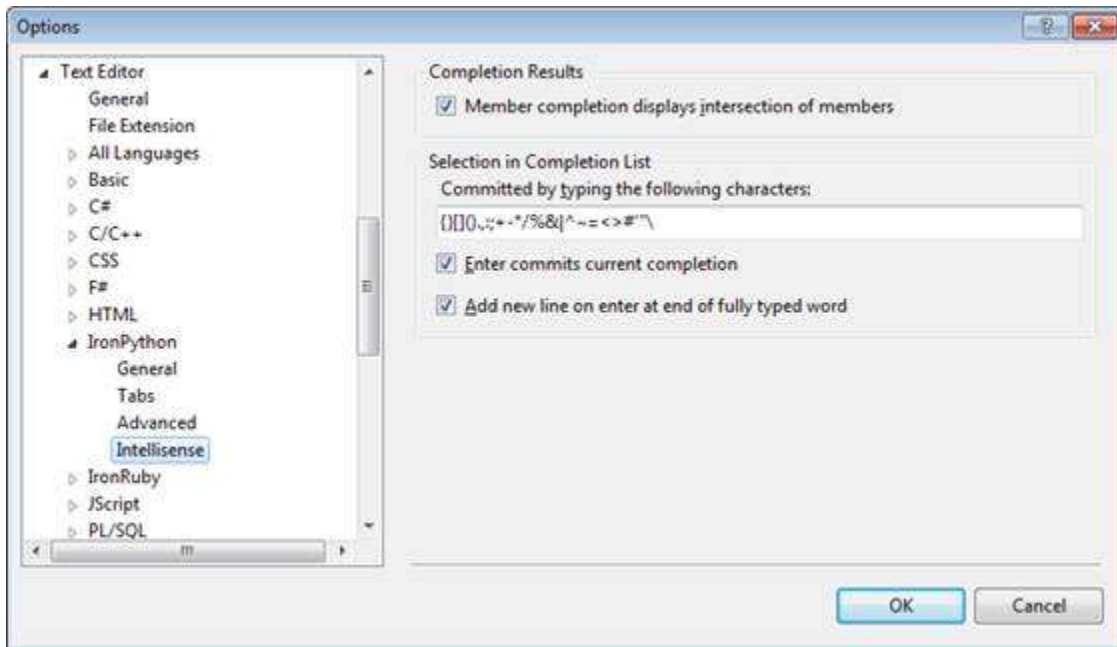 Options
Text Editor
General
File Extension
All Languages
Basic
C#
C/C++
CSS
F#
HTML
IronPython
General
Tabs
Advanced
Intellisense
IronRuby
JScript
PL/SQL
Completion Results
Member completion displays intersection of members
Selection in Completion List
Committed by typing the following characters:
{}[]().,:;+-*/%&|^~=<>#'"\
Enter commits current completion
Add new line on enter at end of fully typed word
OK
Cancel